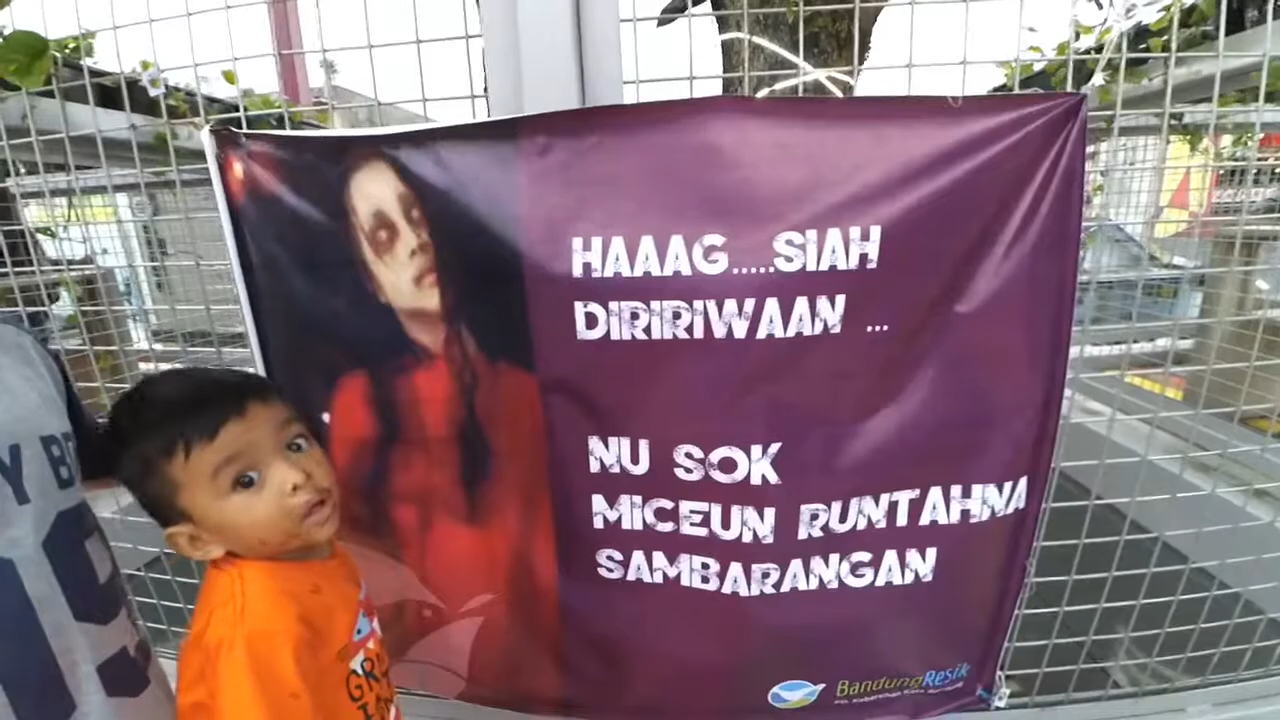 HAAAG.....SIAH
DIRIRIWAAN ...
NU SOK
MICEUN RUNTAHNA
SAMBARANGAN
BandungResik